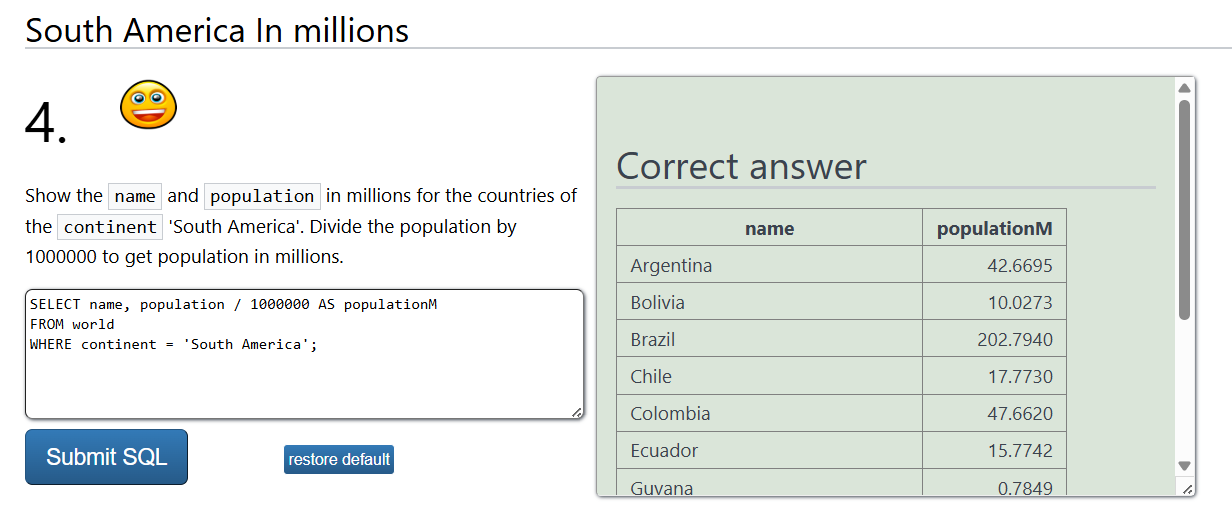 South America In millions
4.
Show the name and population in millions for the countries of
the continent 'South America'. Divide the population by
1000000 to get population in millions.
SELECT name, population / 1000000 AS populationM
FROM world
WHERE continent = 'South America';
Submit SQL
restore default
Correct answer
name populationM
Argentina 42.6695
Bolivia 10.0273
Brazil 202.7940
Chile 17.7730
Colombia 47.6620
Ecuador 15.7742
Guyana 0.7849